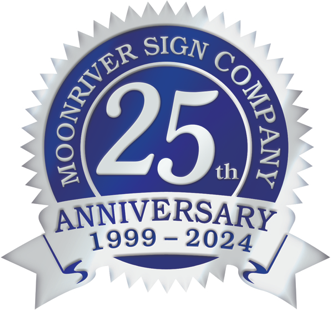 MOONRIVER SIGN COMPANY
25th
ANNIVERSARY
1999 – 2024